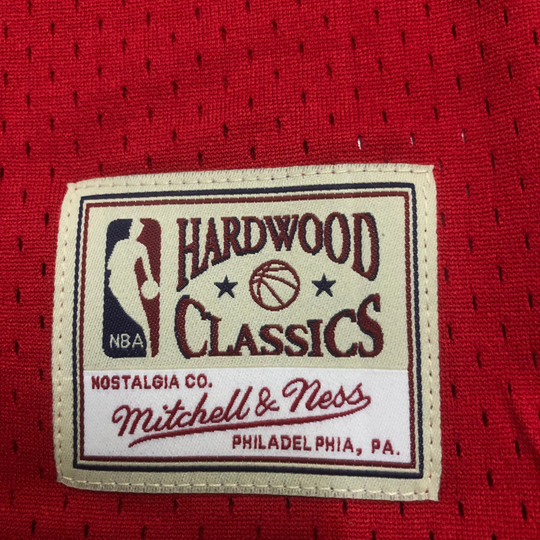 HARDWOOD
CLASSICS
NBA
NOSTALGIA CO.
Mitchell & Ness
PHILADELPHIA, PA.